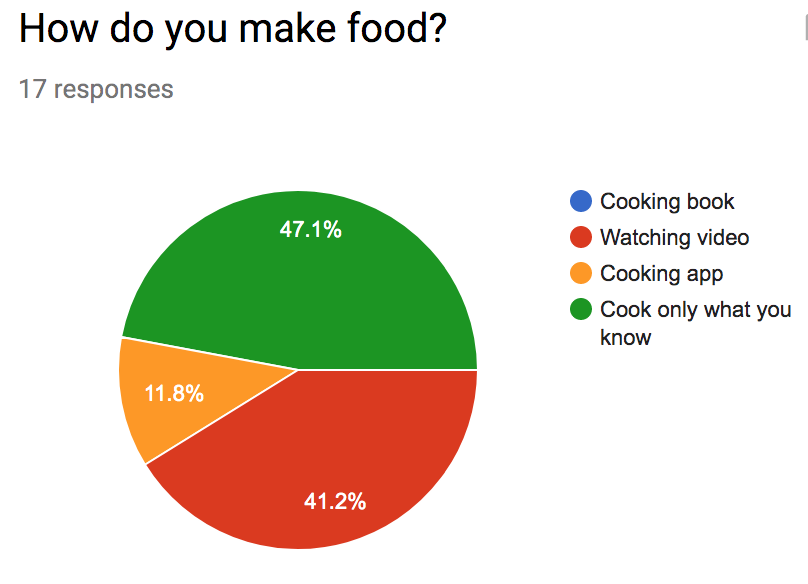 How do you make food?
17 responses
47.1%
11.8%
41.2%
Cooking book
Watching video
Cooking app
Cook only what you
know